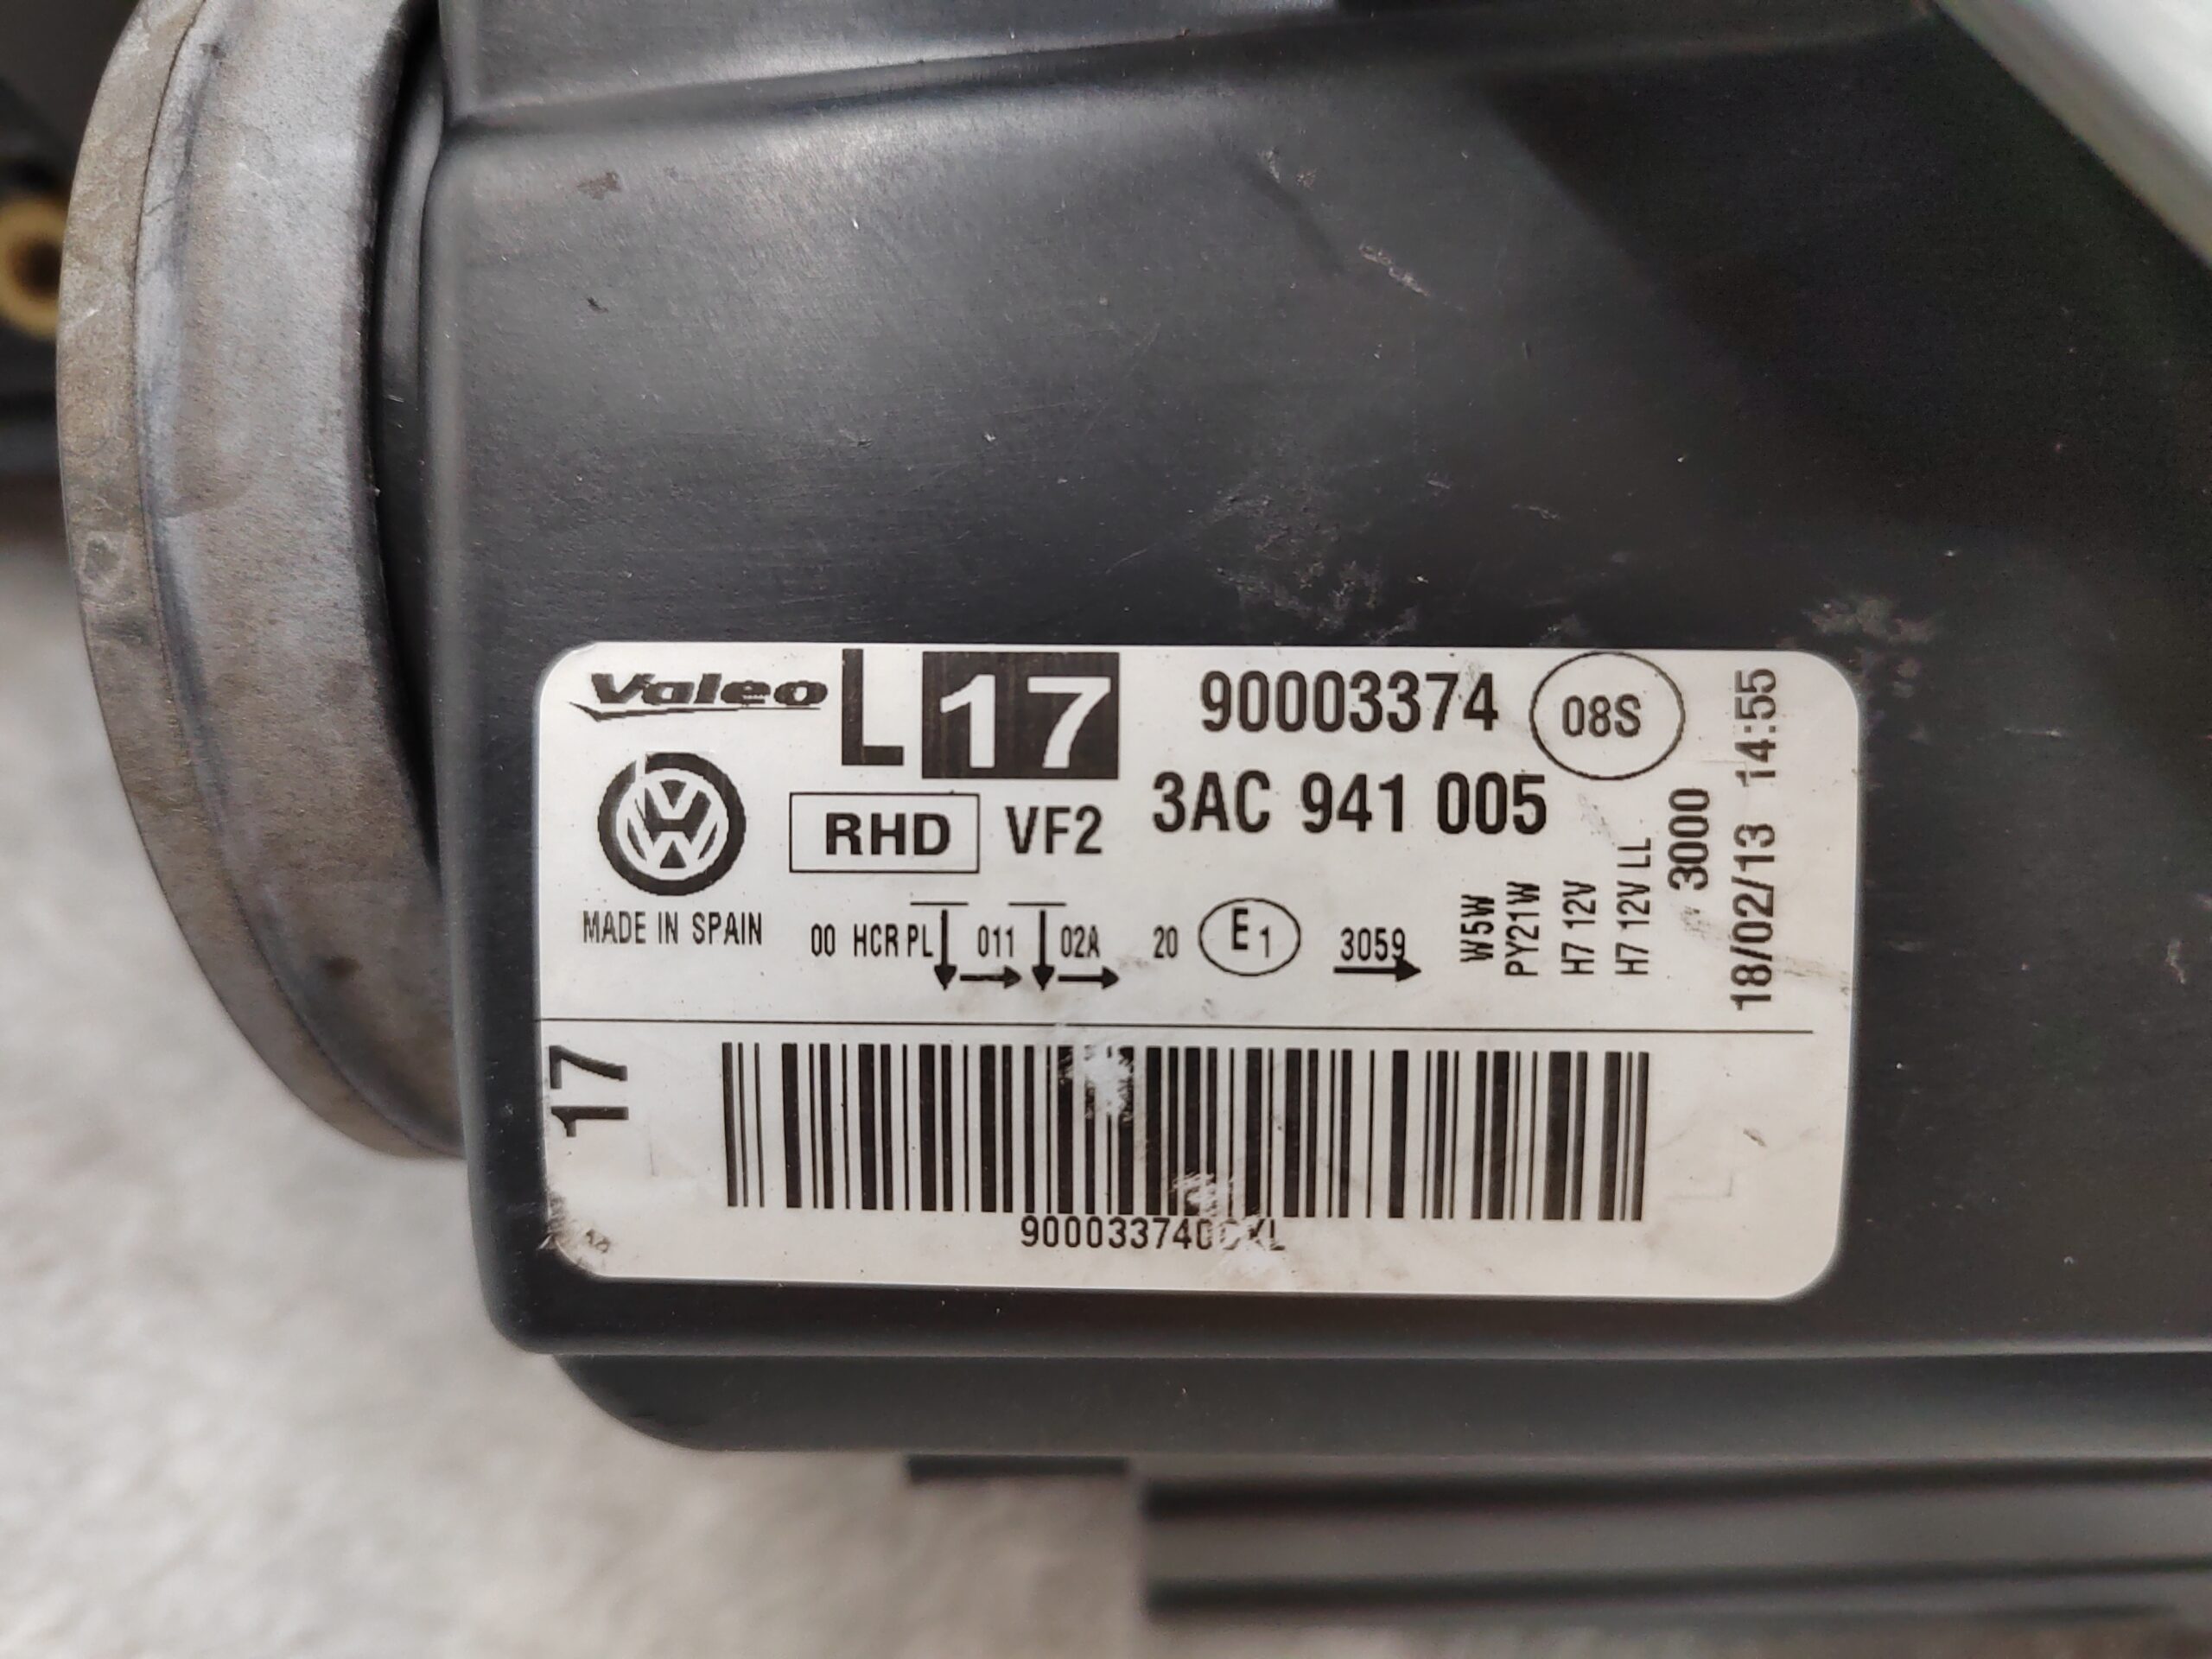 Valeo L 17 90003374 08S
RHD VF2 3AC 941 005
MADE IN SPAIN
00 HCR PL 011 02A 20 E1 3059
W5W
PY21W
H7 12V
H7 12V LL
3000
18/02/13 14:55
17